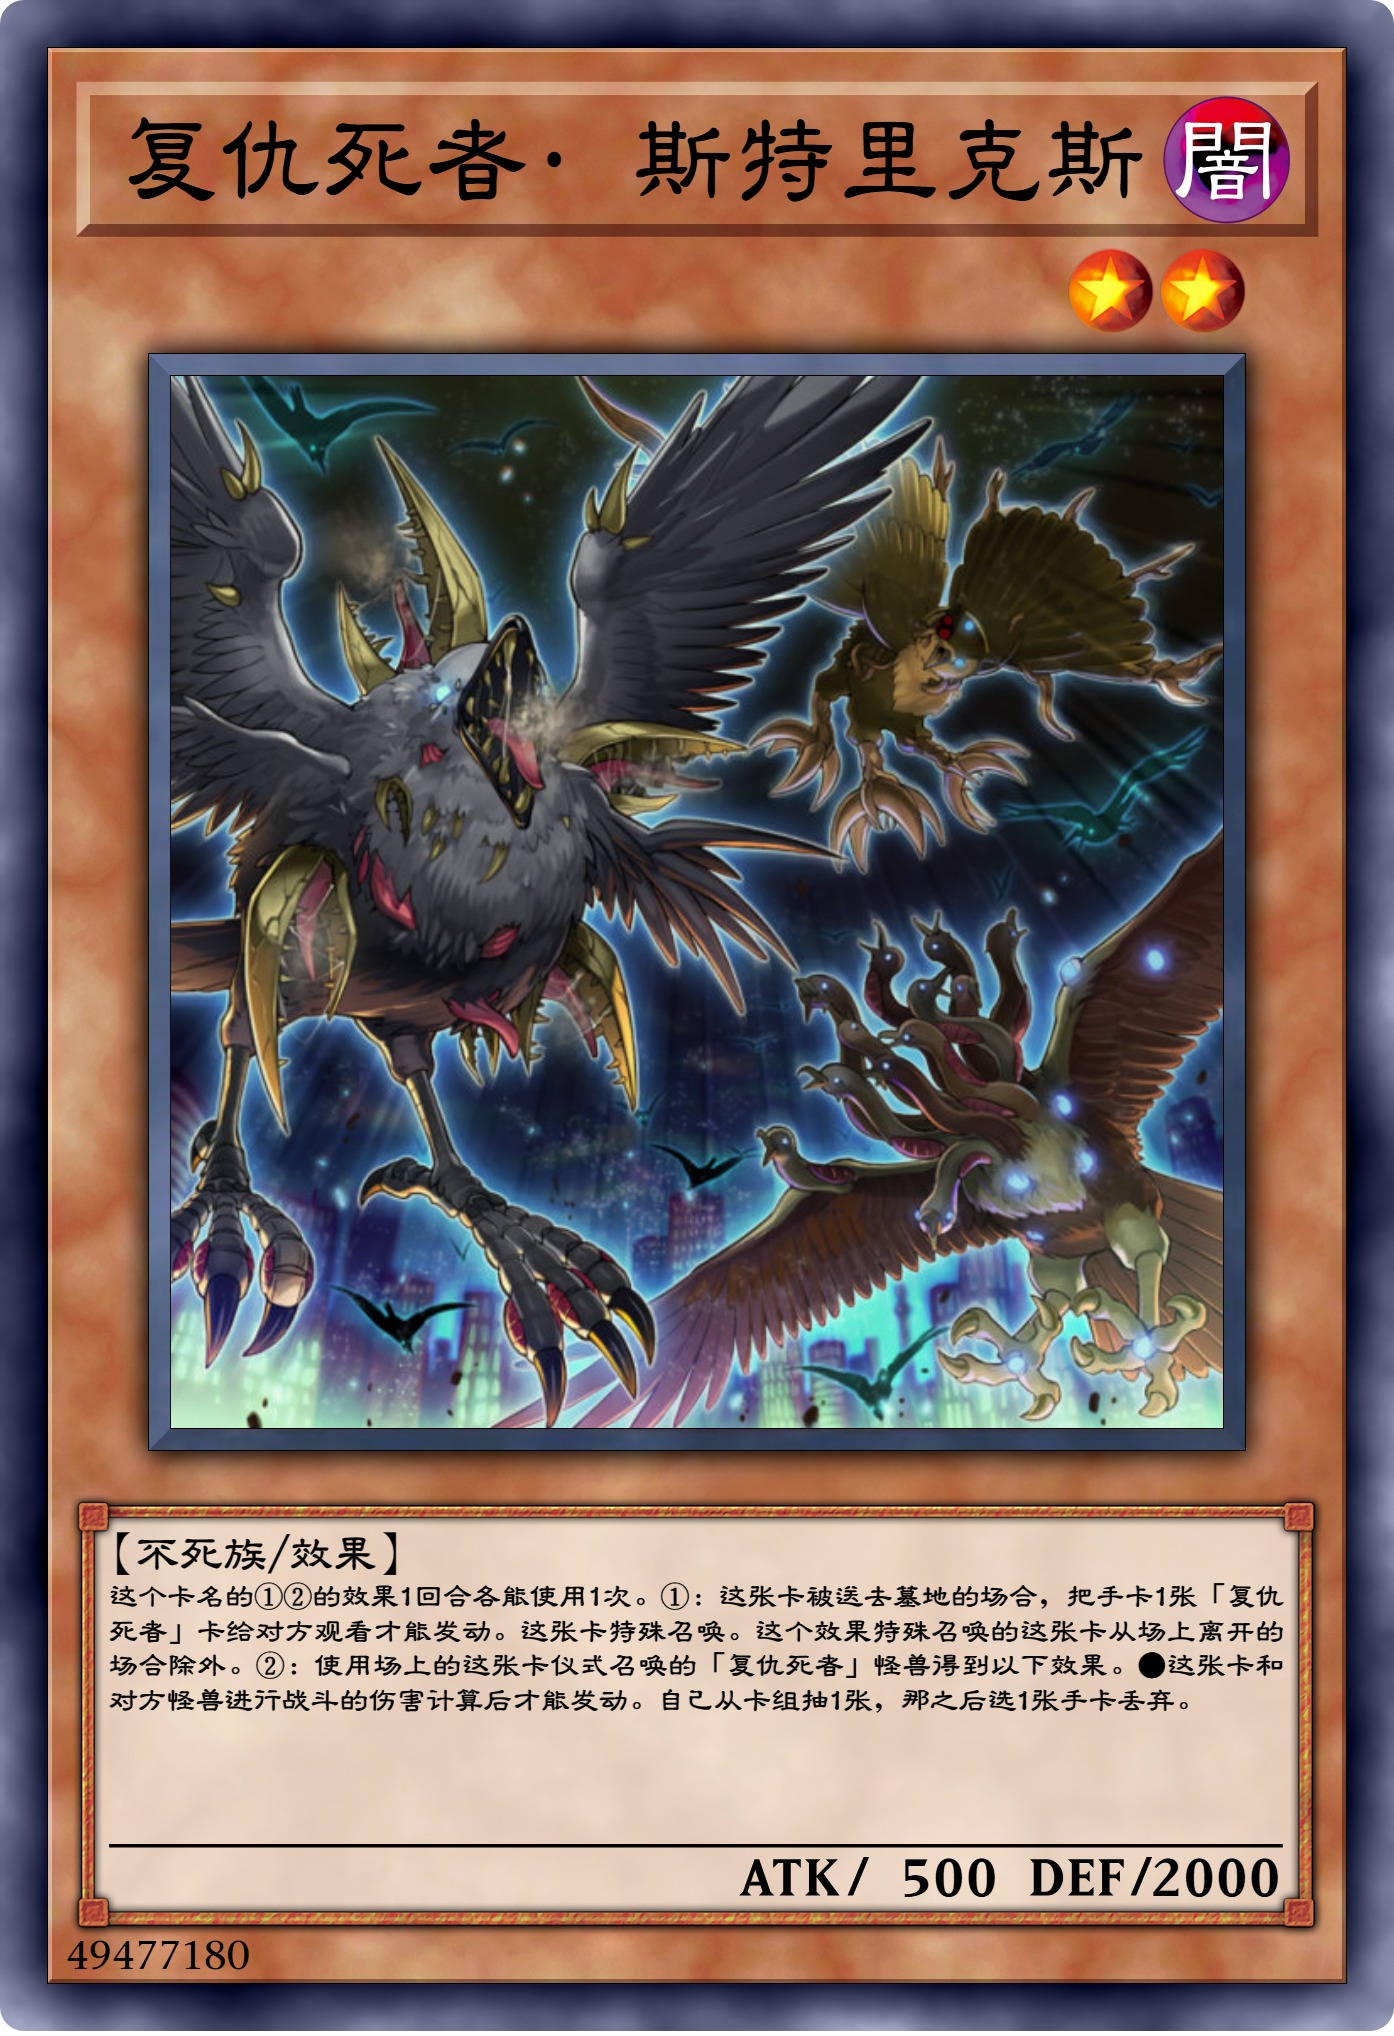 复仇死者·斯特里克斯
闇
【不死族/效果】
这个卡名的①②的效果1回合各能使用1次。①：这张卡被送去墓地的场合，把手卡1张「复仇
死者」卡给对方观看才能发动。这张卡特殊召唤。这个效果特殊召唤的这张卡从场上离开的
场合除外。②：使用场上的这张卡仪式召唤的「复仇死者」怪兽得到以下效果。●这张卡和
对方怪兽进行战斗的伤害计算后才能发动。自己从卡组抽1张，那之后选1张手卡丢弃。
ATK/ 500 DEF/2000
49477180